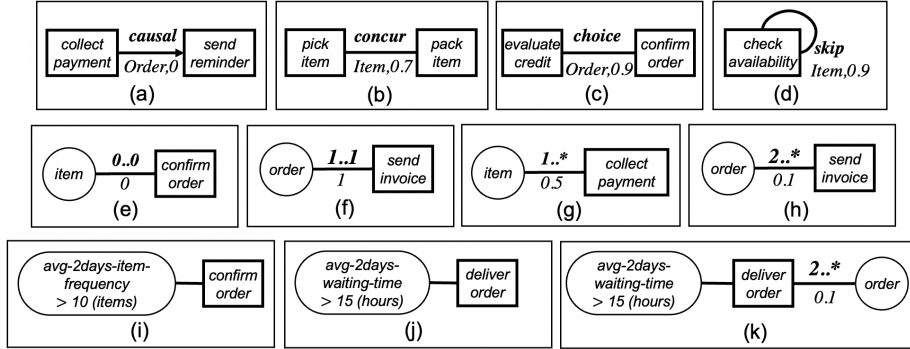 collect payment causal Order,0 send reminder
(a)
pick item concur Item,0.7 pack item
(b)
evaluate credit choice Order,0.9 confirm order
(c)
check availability skip Item,0.9
(d)
item 0..0 0 confirm order
(e)
order 1..1 1 send invoice
(f)
item 1..* 0.5 collect payment
(g)
order 2..* 0.1 send invoice
(h)
avg-2days-item-
frequency
> 10 (items)
confirm
order
(i)
avg-2days-
waiting-time
> 15 (hours)
deliver
order
(j)
avg-2days-
waiting-time
> 15 (hours)
deliver
order
2..*
0.1
order
(k)